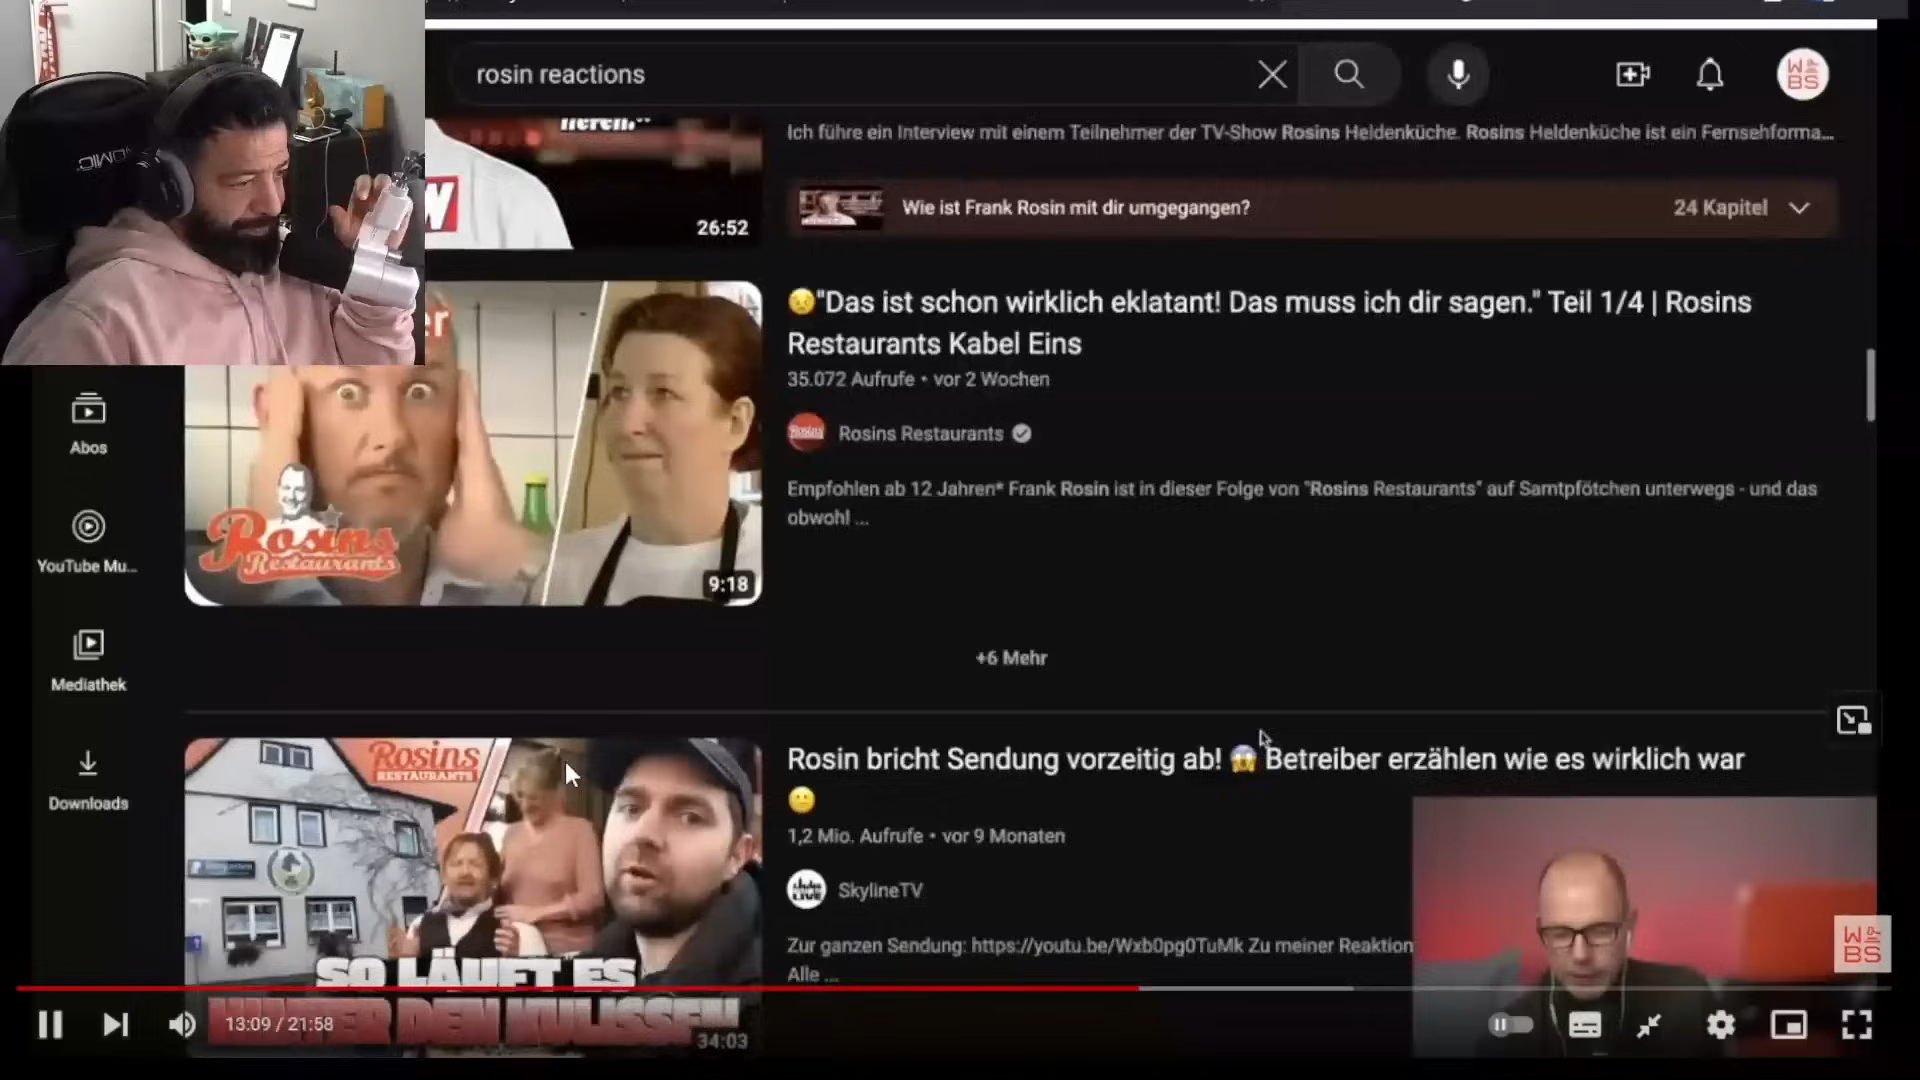 rosin reactions
W
BS
Ich führe ein Interview mit einem Teilnehmer der TV-Show Rosins Heldenküche. Rosins Heldenküche ist ein Fernsehforma...
26:52
Wie ist Frank Rosin mit dir umgegangen?
24 Kapitel
😟"Das ist schon wirklich eklatant! Das muss ich dir sagen." Teil 1/4 | Rosins
Restaurants Kabel Eins
35.072 Aufrufe • vor 2 Wochen
Rosins Restaurants
Empfohlen ab 12 Jahren* Frank Rosin ist in dieser Folge von "Rosins Restaurants" auf Samtpfötchen unterwegs - und das
obwohl ...
Rosins
Restaurants
9:18
Abos
YouTube Mu...
Mediathek
Downloads
+6 Mehr
Rosins
RESTAURANTS
Rosin bricht Sendung vorzeitig ab! 😱 Betreiber erzählen wie es wirklich war
😐
1,2 Mio. Aufrufe • vor 9 Monaten
SkylineTV
Zur ganzen Sendung: https://youtu.be/Wxb0pg0TuMk Zu meiner Reaktion
Alle ...
SO LÄUFT ES
HINTER DEN KULISSEN
34:03
13:09 / 21:58
W
BS